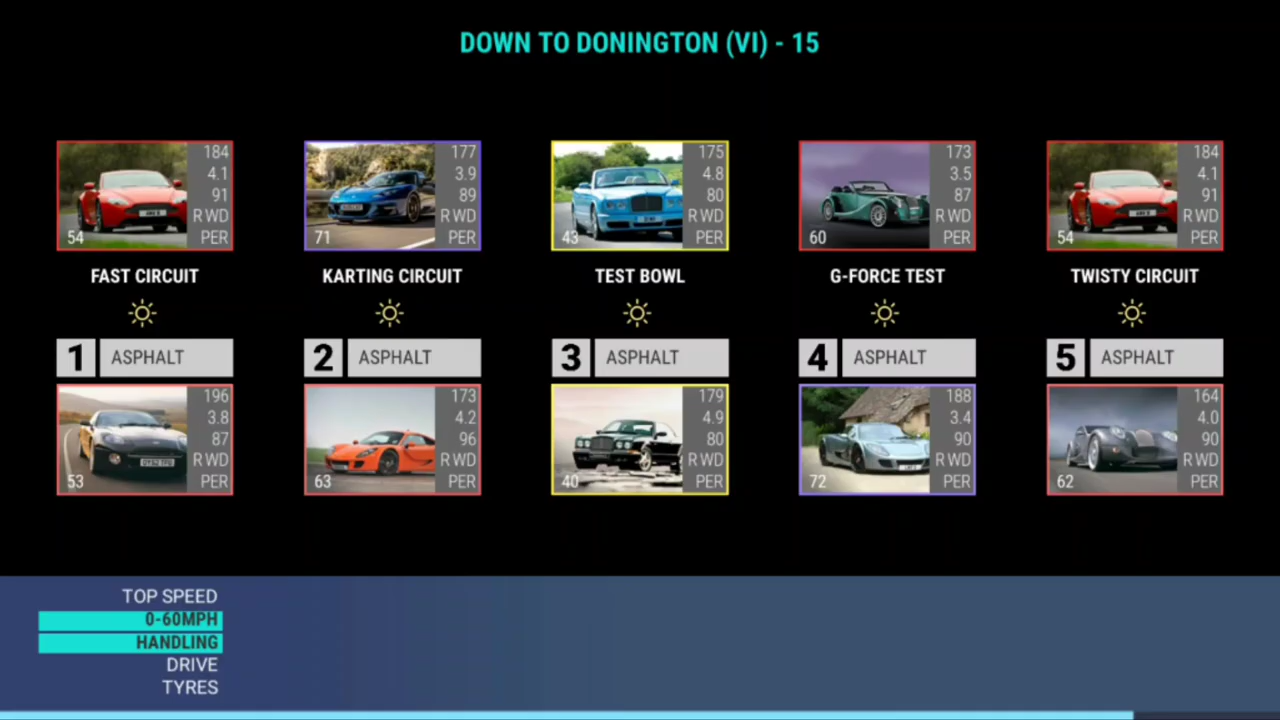 DOWN TO DONINGTON (VI) - 15
184
4.1
91
RWD
PER
54
177
3.9
89
RWD
PER
71
175
4.8
80
RWD
PER
43
173
3.5
87
RWD
PER
60
184
4.1
91
RWD
PER
54
FAST CIRCUIT
KARTING CIRCUIT
TEST BOWL
G-FORCE TEST
TWISTY CIRCUIT
1 ASPHALT
2 ASPHALT
3 ASPHALT
4 ASPHALT
5 ASPHALT
196
3.8
87
RWD
PER
53
173
4.2
96
RWD
PER
63
179
4.9
80
RWD
PER
40
188
3.4
90
RWD
PER
72
164
4.0
90
RWD
PER
62
TOP SPEED
0-60MPH
HANDLING
DRIVE
TYRES